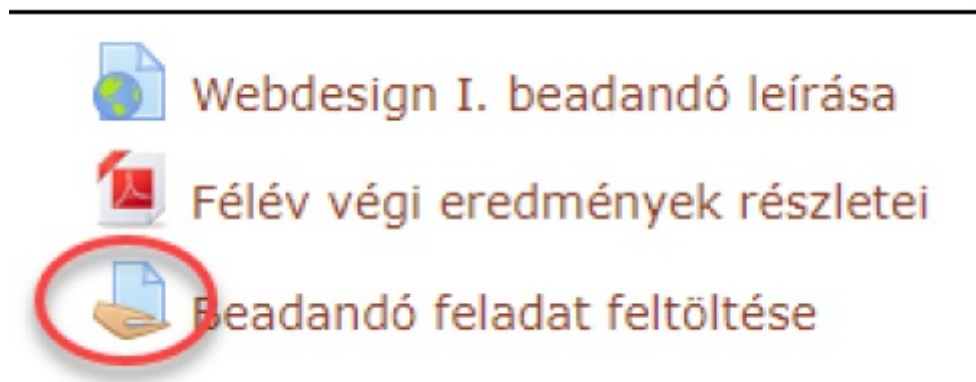 Webdesign I. beadandó leírása
Félév végi eredmények részletei
Beadandó feladat feltöltése